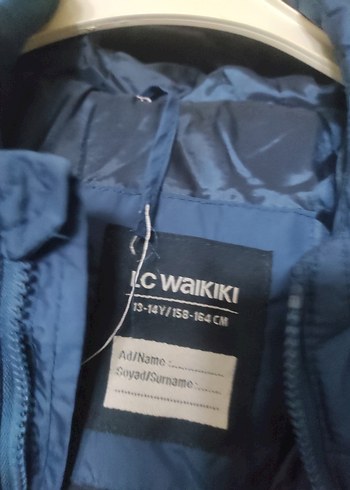 LC WAIKIKI
13-14Y/158-164 CM
Ad/Name :..................
Soyad/Surname :........
..............................